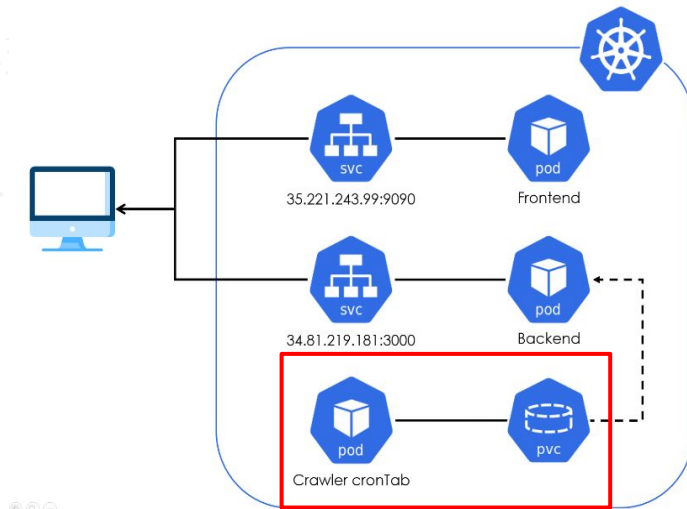 svc
pod
35.221.243.99:9090
Frontend
svc
pod
34.81.219.181:3000
Backend
pod
pvc
Crawler cronTab